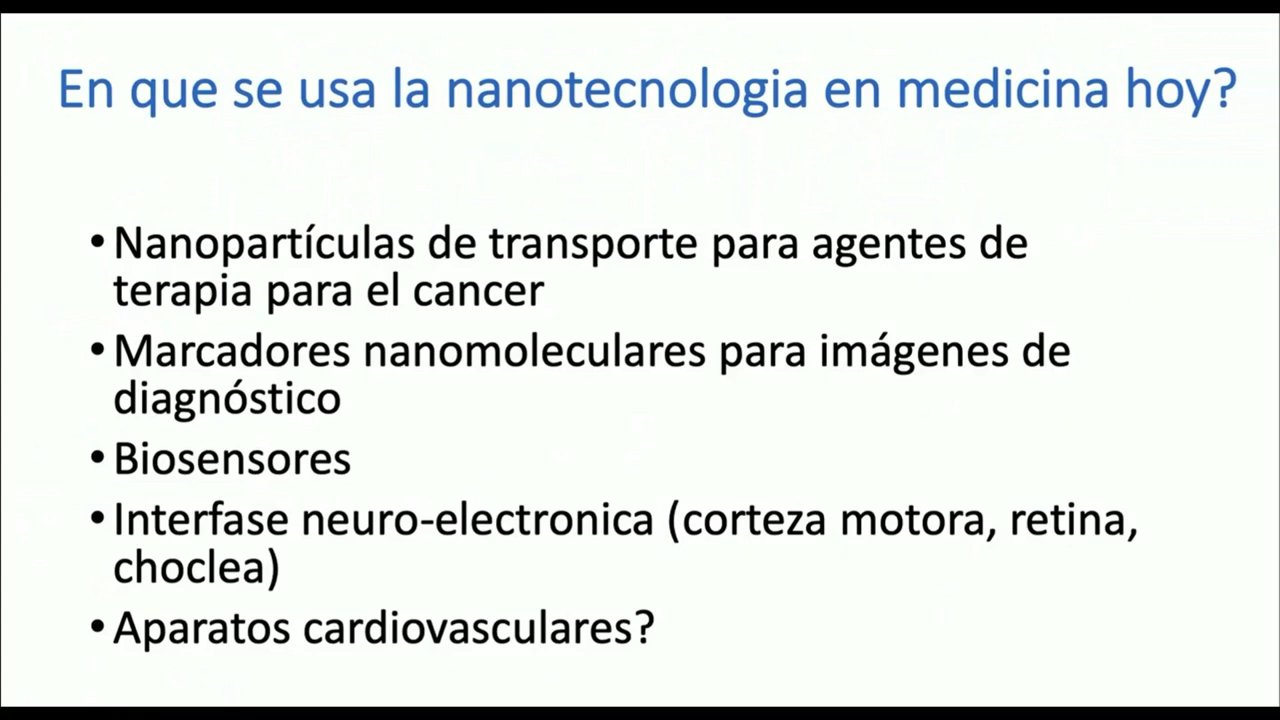 En que se usa la nanotecnologia en medicina hoy?
• Nanopartículas de transporte para agentes de
terapia para el cancer
• Marcadores nanomoleculares para imágenes de
diagnóstico
• Biosensores
• Interfase neuro-electronica (corteza motora, retina,
choclea)
• Aparatos cardiovasculares?